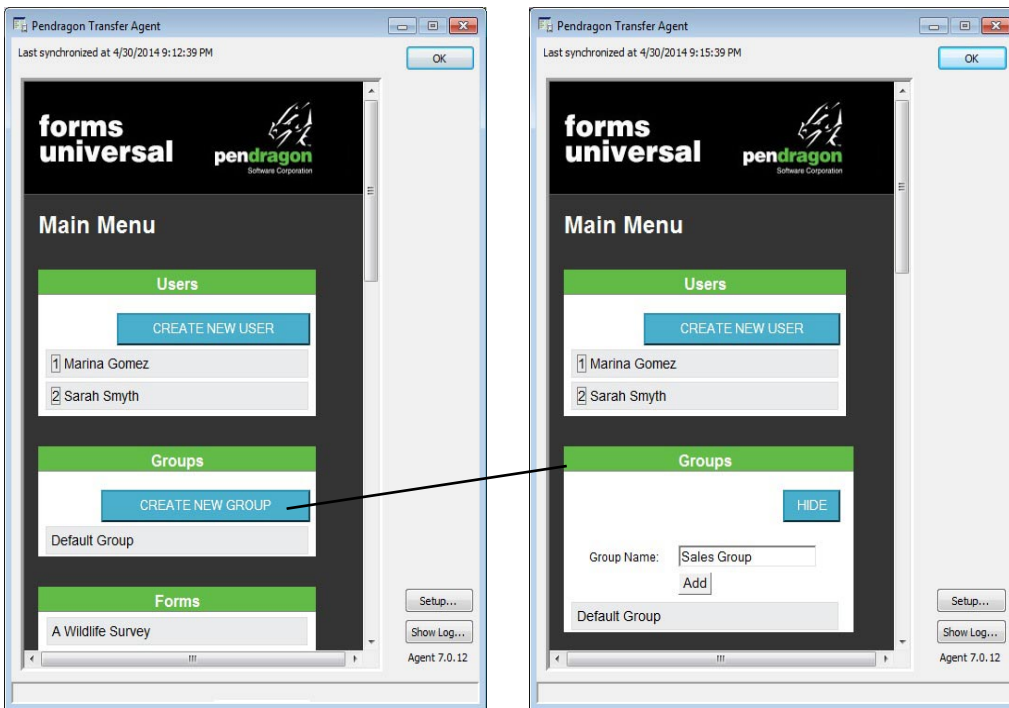 Pendragon Transfer Agent
Last synchronized at 4/30/2014 9:12:39 PM
OK
forms
universal
pendragon
Software Corporation
Main Menu
Users
CREATE NEW USER
1 Marina Gomez
2 Sarah Smyth
Groups
CREATE NEW GROUP
Default Group
Forms
A Wildlife Survey
Setup...
Show Log...
Agent 7.0.12
Pendragon Transfer Agent
Last synchronized at 4/30/2014 9:15:39 PM
OK
forms
universal
pendragon
Software Corporation
Main Menu
Users
CREATE NEW USER
1 Marina Gomez
2 Sarah Smyth
Groups
HIDE
Group Name: Sales Group
Add
Default Group
Setup...
Show Log...
Agent 7.0.12